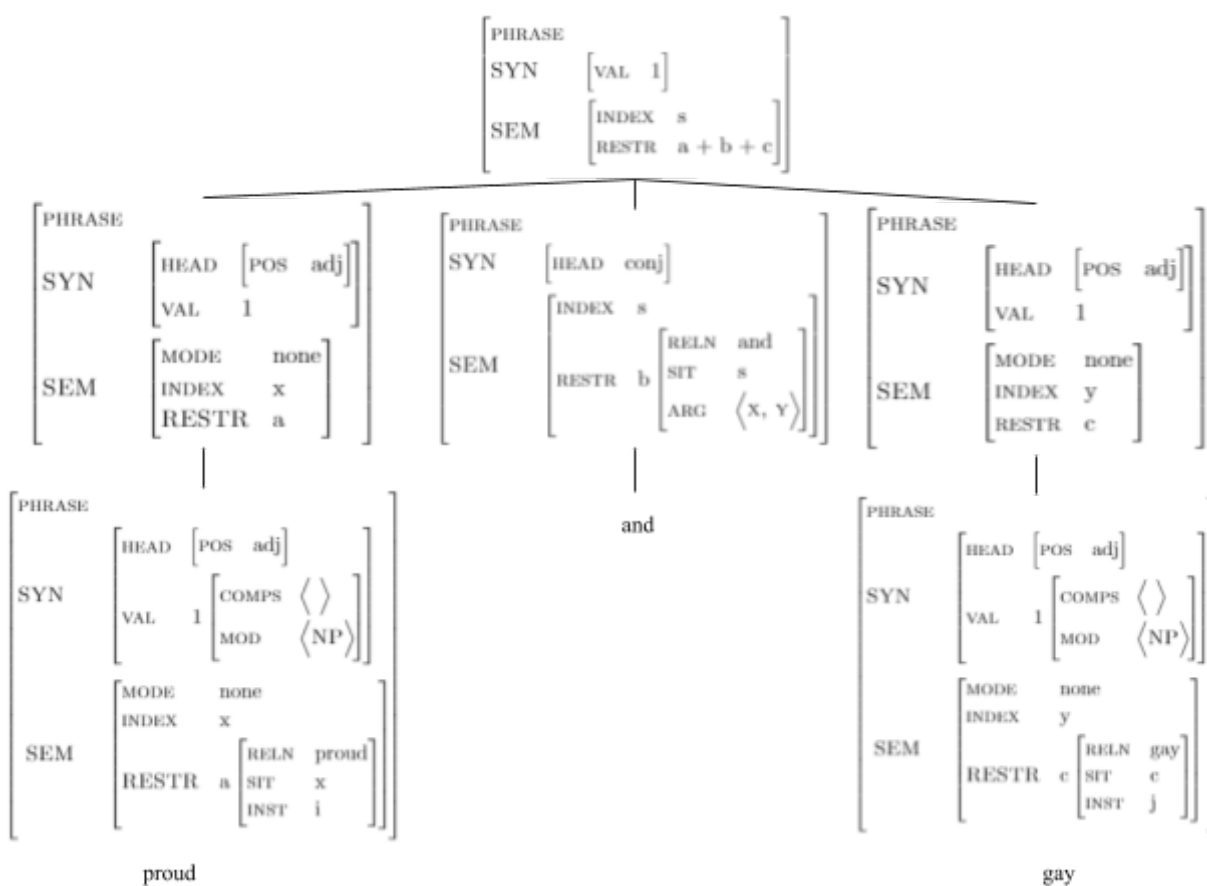 PHRASE
SYN [VAL 1]
SEM [INDEX s
RESTR a + b + c]
PHRASE
SYN [HEAD [POS adj]
VAL 1]
SEM [MODE none
INDEX x
RESTR a]
PHRASE
SYN [HEAD conj]
SEM [INDEX s
RESTR b [RELN and
SIT s
ARG ⟨X, Y⟩]]
PHRASE
SYN [HEAD [POS adj]
VAL 1]
SEM [MODE none
INDEX y
RESTR c]
PHRASE
SYN [HEAD [POS adj]
VAL 1 [COMPS ⟨ ⟩
MOD ⟨NP⟩]]
SEM [MODE none
INDEX x
RESTR a [RELN proud
SIT x
INST i]]
proud
and
PHRASE
SYN [HEAD [POS adj]
VAL 1 [COMPS ⟨ ⟩
MOD ⟨NP⟩]]
SEM [MODE none
INDEX y
RESTR c [RELN gay
SIT c
INST j]]
gay